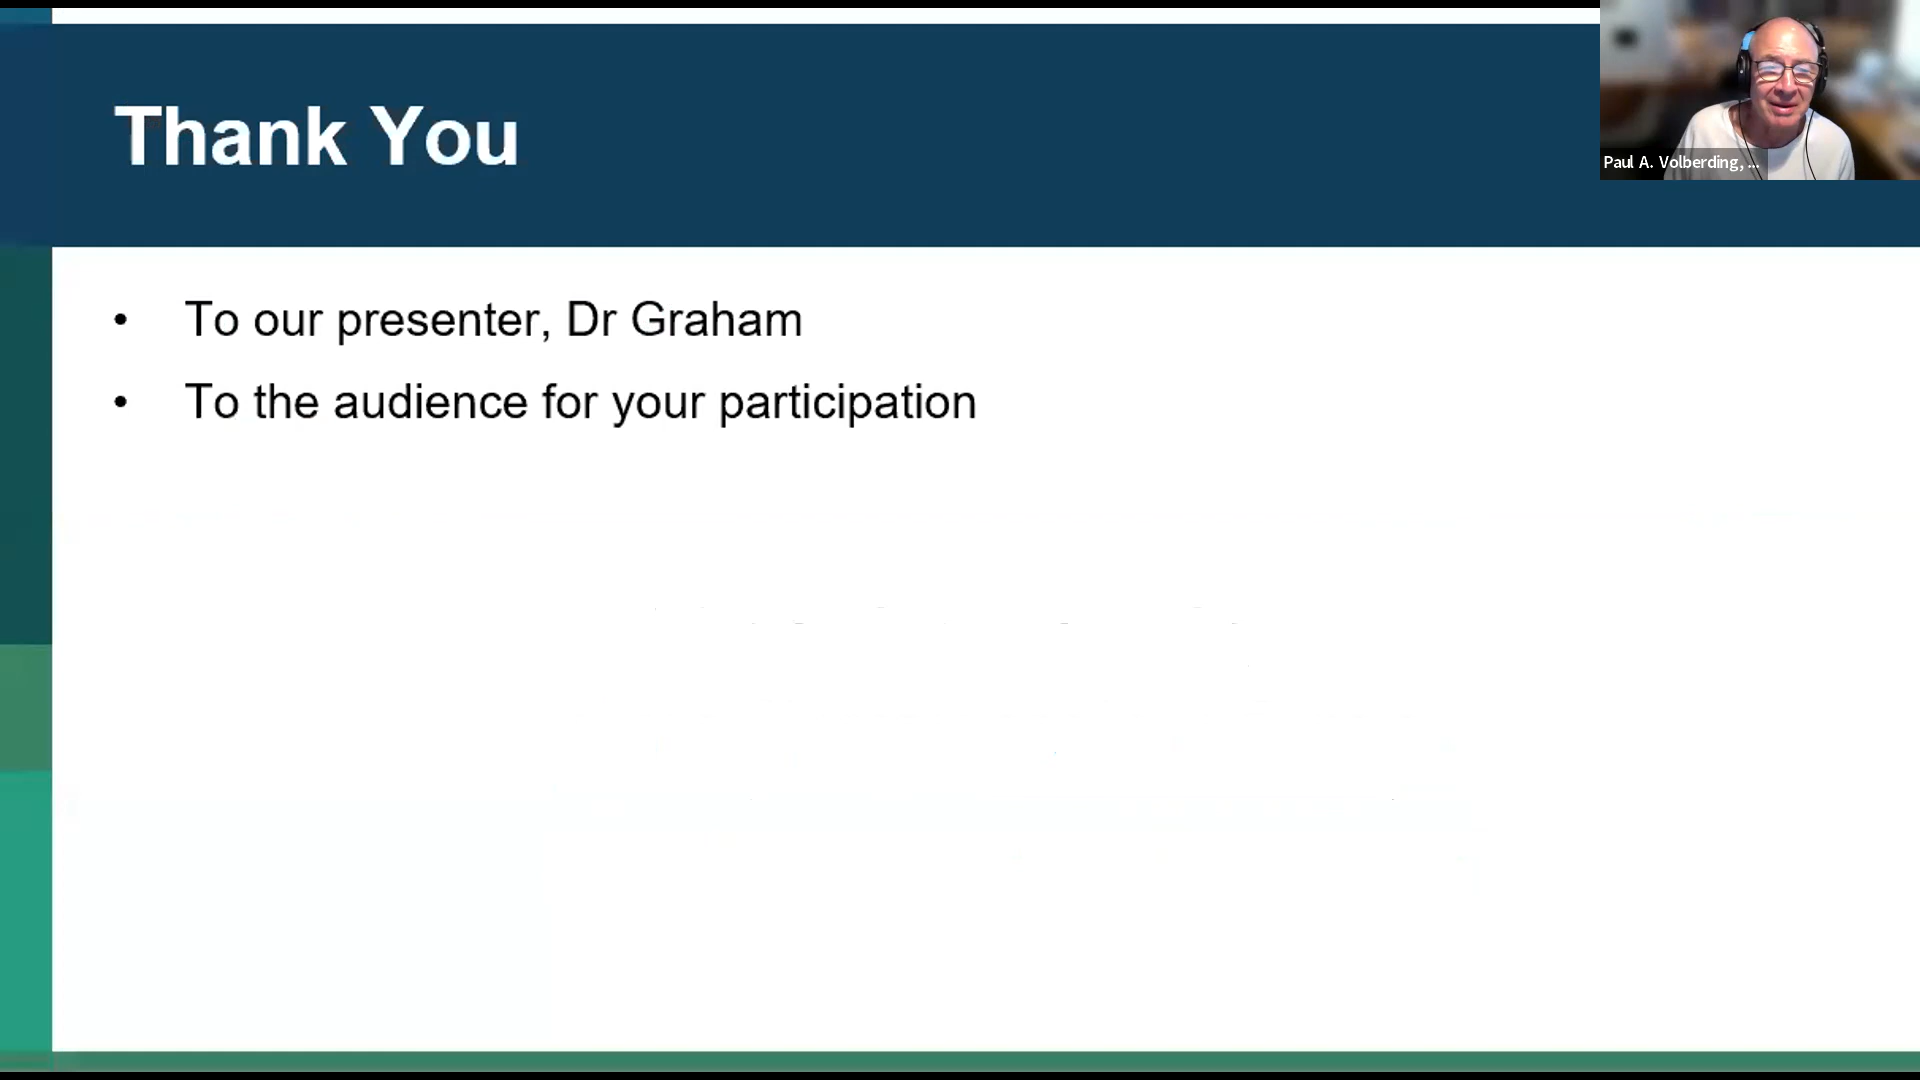 Thank You
Paul A. Volberding, ...
• To our presenter, Dr Graham
• To the audience for your participation